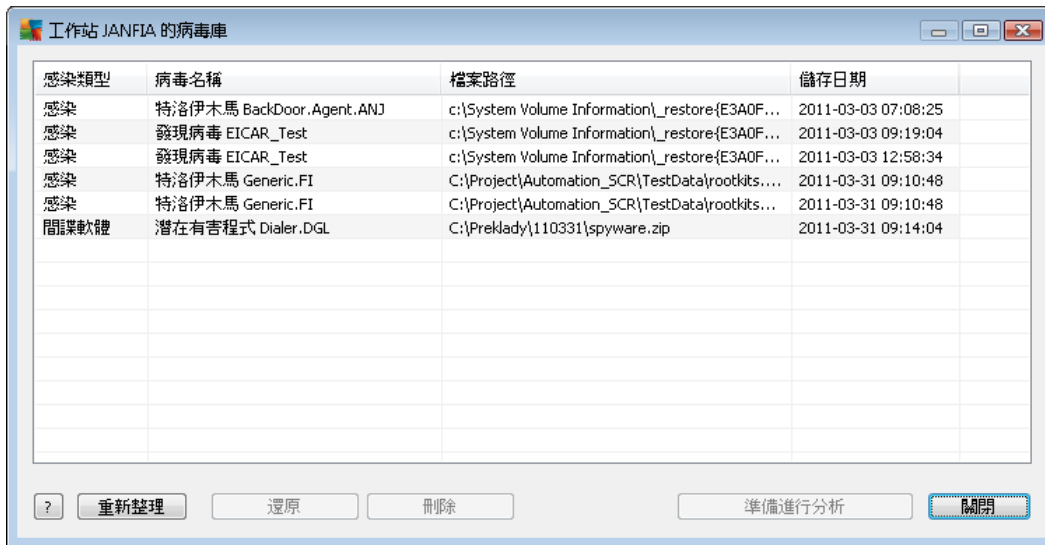 工作站 JANFIA 的病毒庫
感染類型 病毒名稱 檔案路徑 儲存日期
感染 特洛伊木馬 BackDoor.Agent.ANJ c:\System Volume Information\_restore{E3A0F... 2011-03-03 07:08:25
感染 發現病毒 EICAR_Test c:\System Volume Information\_restore{E3A0F... 2011-03-03 09:19:04
感染 發現病毒 EICAR_Test c:\System Volume Information\_restore{E3A0F... 2011-03-03 12:58:34
感染 特洛伊木馬 Generic.FI C:\Project\Automation_SCR\TestData\rootkits.... 2011-03-31 09:10:48
感染 特洛伊木馬 Generic.FI C:\Project\Automation_SCR\TestData\rootkits... 2011-03-31 09:10:48
間諜軟體 潛在有害程式 Dialer.DGL C:\Preklady\110331\spyware.zip 2011-03-31 09:14:04
? 重新整理 還原 刪除 準備進行分析 關閉